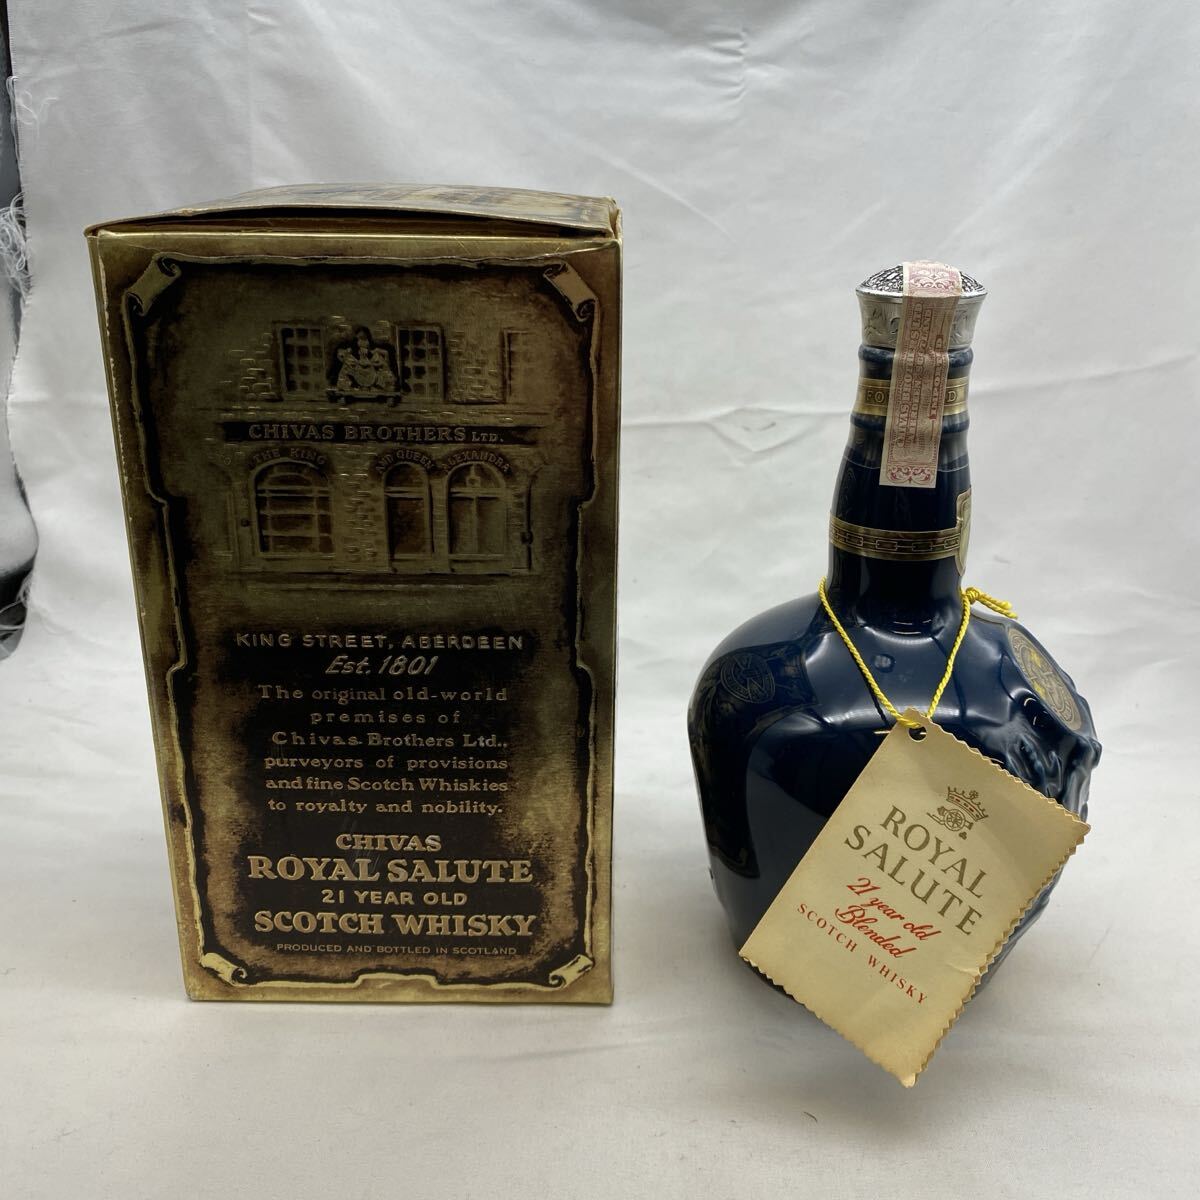 CHIVAS BROTHERS LTD.
THE KING AND QUEEN ALEXANDRA
KING STREET, ABERDEEN
Est. 1801
The original old-world
premises of
Chivas Brothers Ltd.,
purveyors of provisions
and fine Scotch Whiskies
to royalty and nobility.
CHIVAS
ROYAL SALUTE
21 YEAR OLD
SCOTCH WHISKY
PRODUCED AND BOTTLED IN SCOTLAND
ROYAL
SALUTE
21 year old
Blended
SCOTCH WHISKY